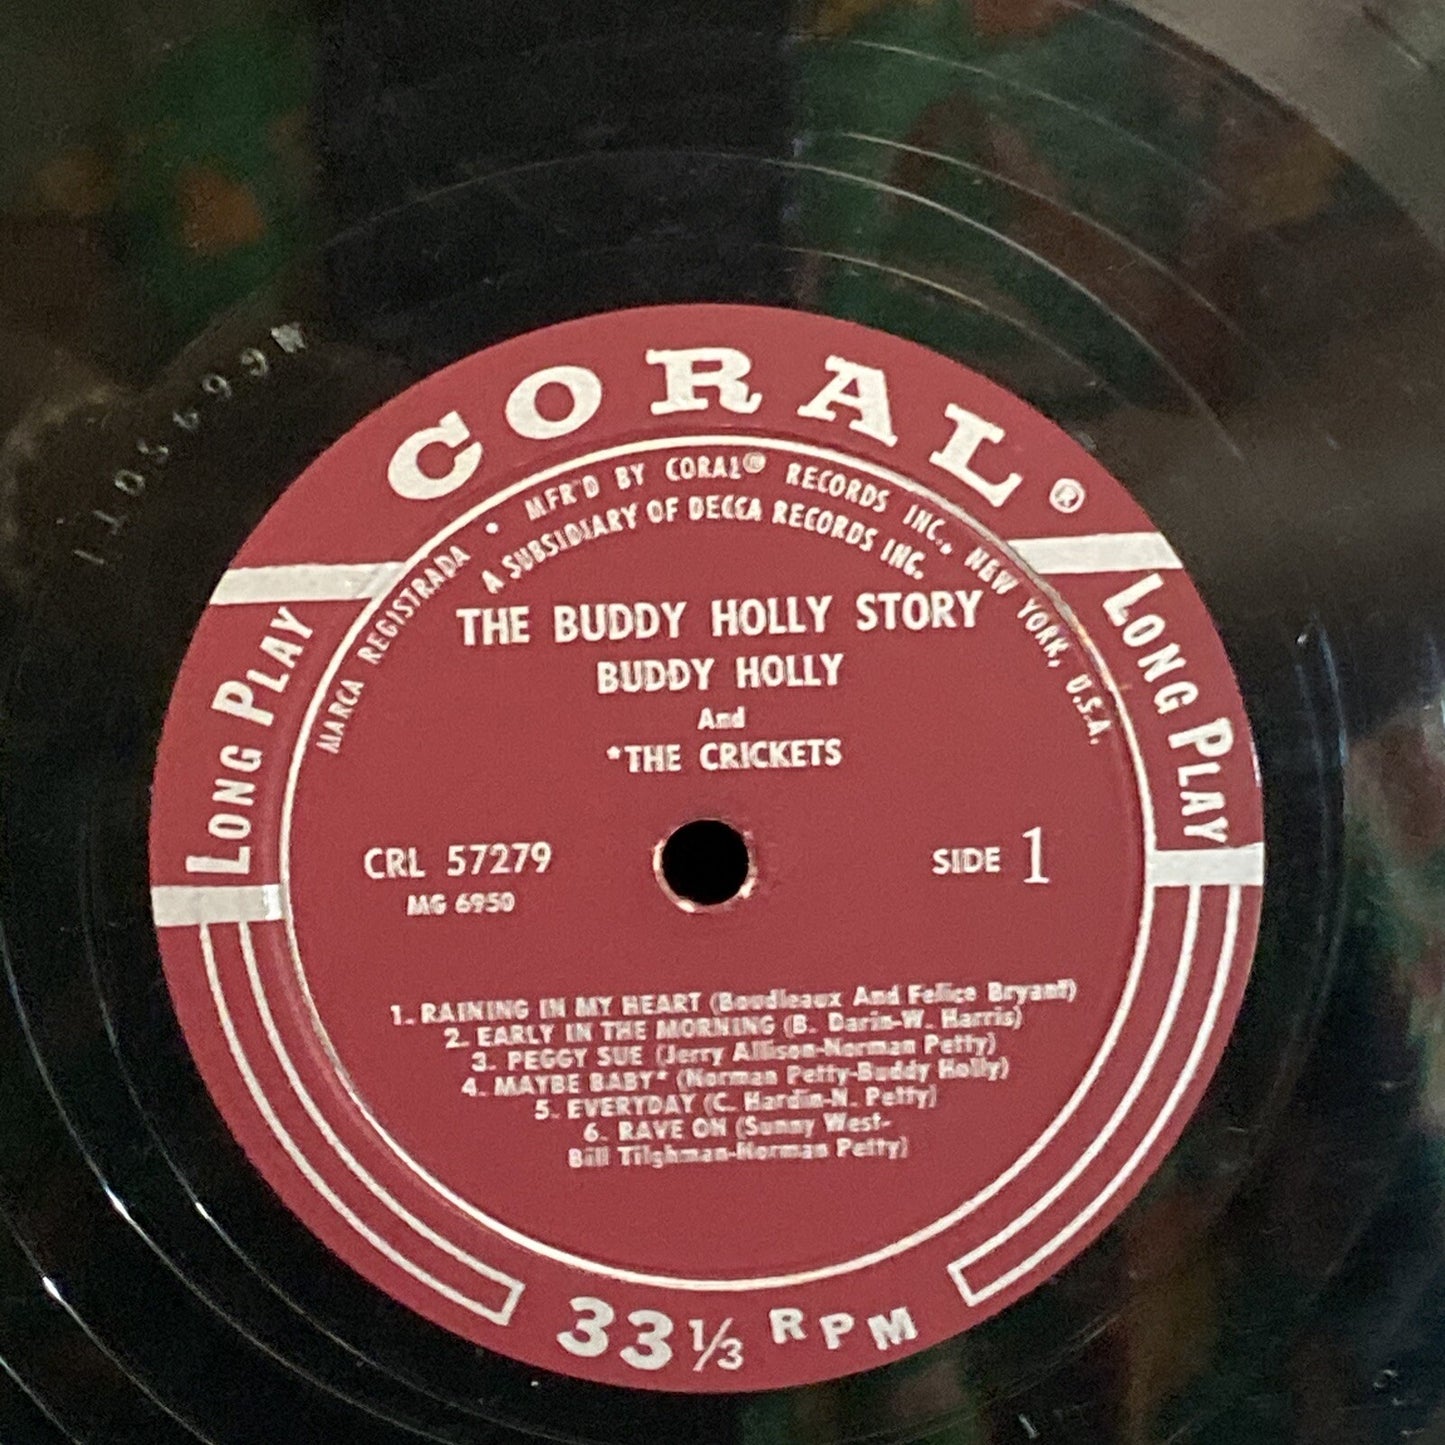 CORAL®
MARCA REGISTRADA • MFR'D BY CORAL® RECORDS INC., NEW YORK, U.S.A.
A SUBSIDIARY OF DECCA RECORDS INC.
LONG PLAY
LONG PLAY
THE BUDDY HOLLY STORY
BUDDY HOLLY
And
*THE CRICKETS
CRL 57279
MG 6950
SIDE 1
1. RAINING IN MY HEART (Boudleaux And Felice Bryant)
2. EARLY IN THE MORNING (B. Darin-W. Harris)
3. PEGGY SUE (Jerry Allison-Norman Petty)
4. MAYBE BABY* (Norman Petty-Buddy Holly)
5. EVERYDAY (C. Hardin-N. Petty)
6. RAVE ON (Sunny West-
Bill Tilghman-Norman Petty)
33 1/3 RPM